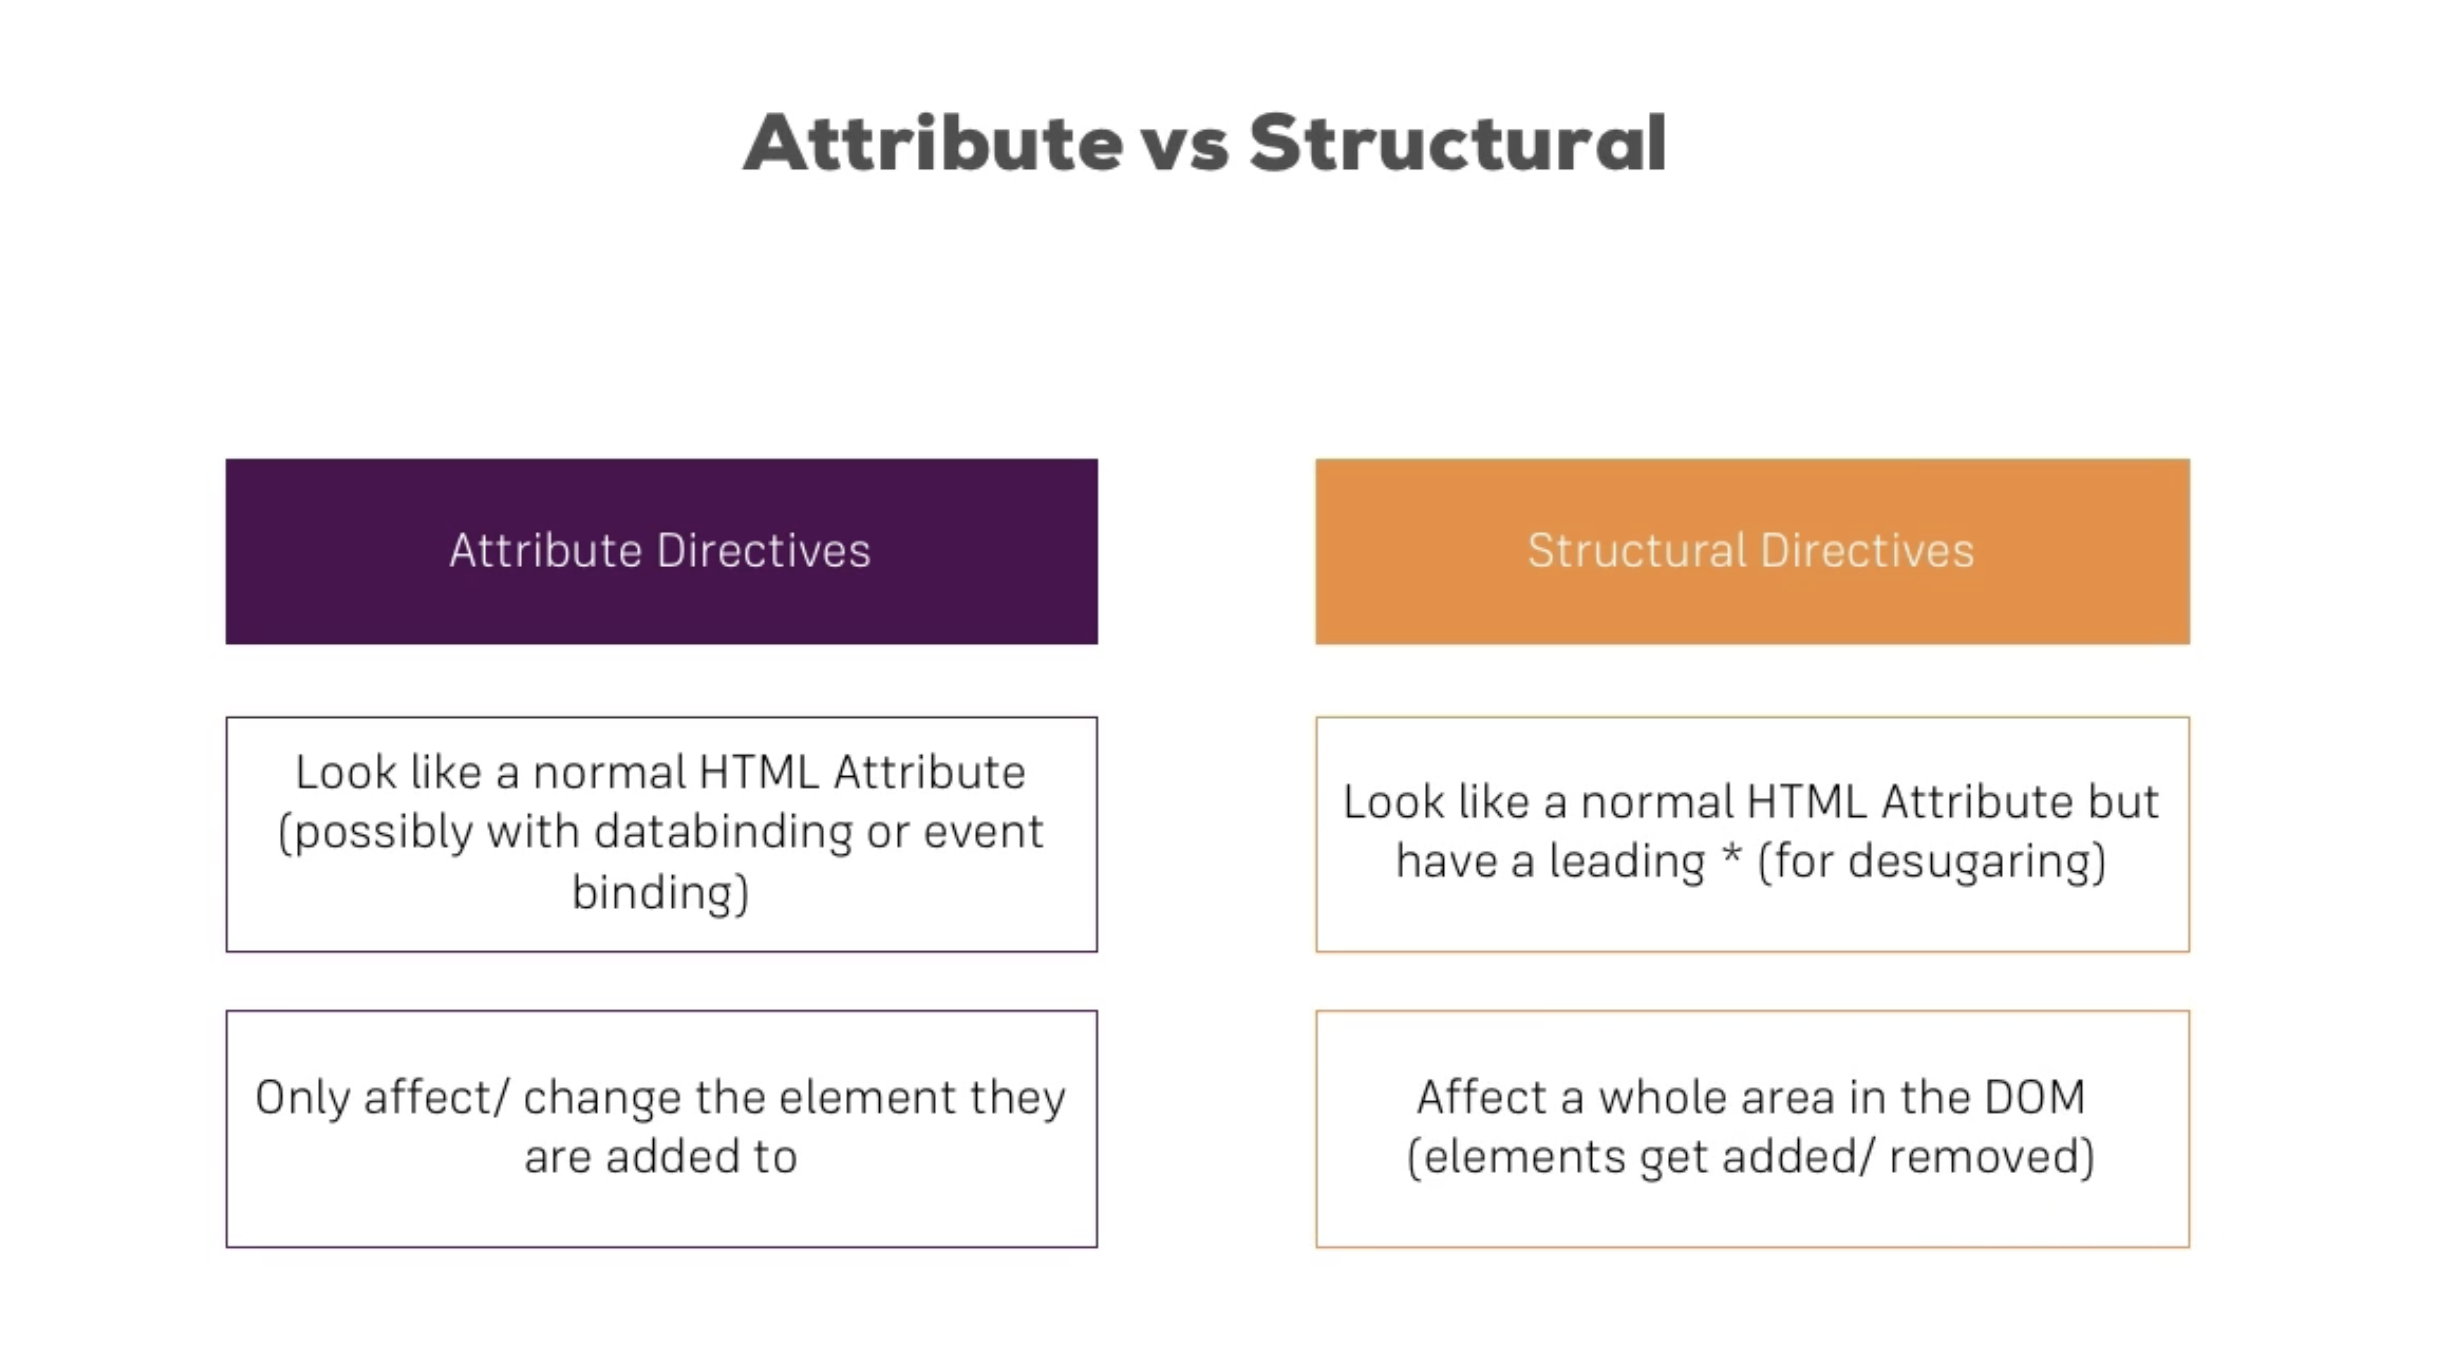 Attribute vs Structural
Attribute Directives
Structural Directives
Look like a normal HTML Attribute
(possibly with databinding or event
binding)
Look like a normal HTML Attribute but
have a leading * (for desugaring)
Only affect/ change the element they
are added to
Affect a whole area in the DOM
(elements get added/ removed)